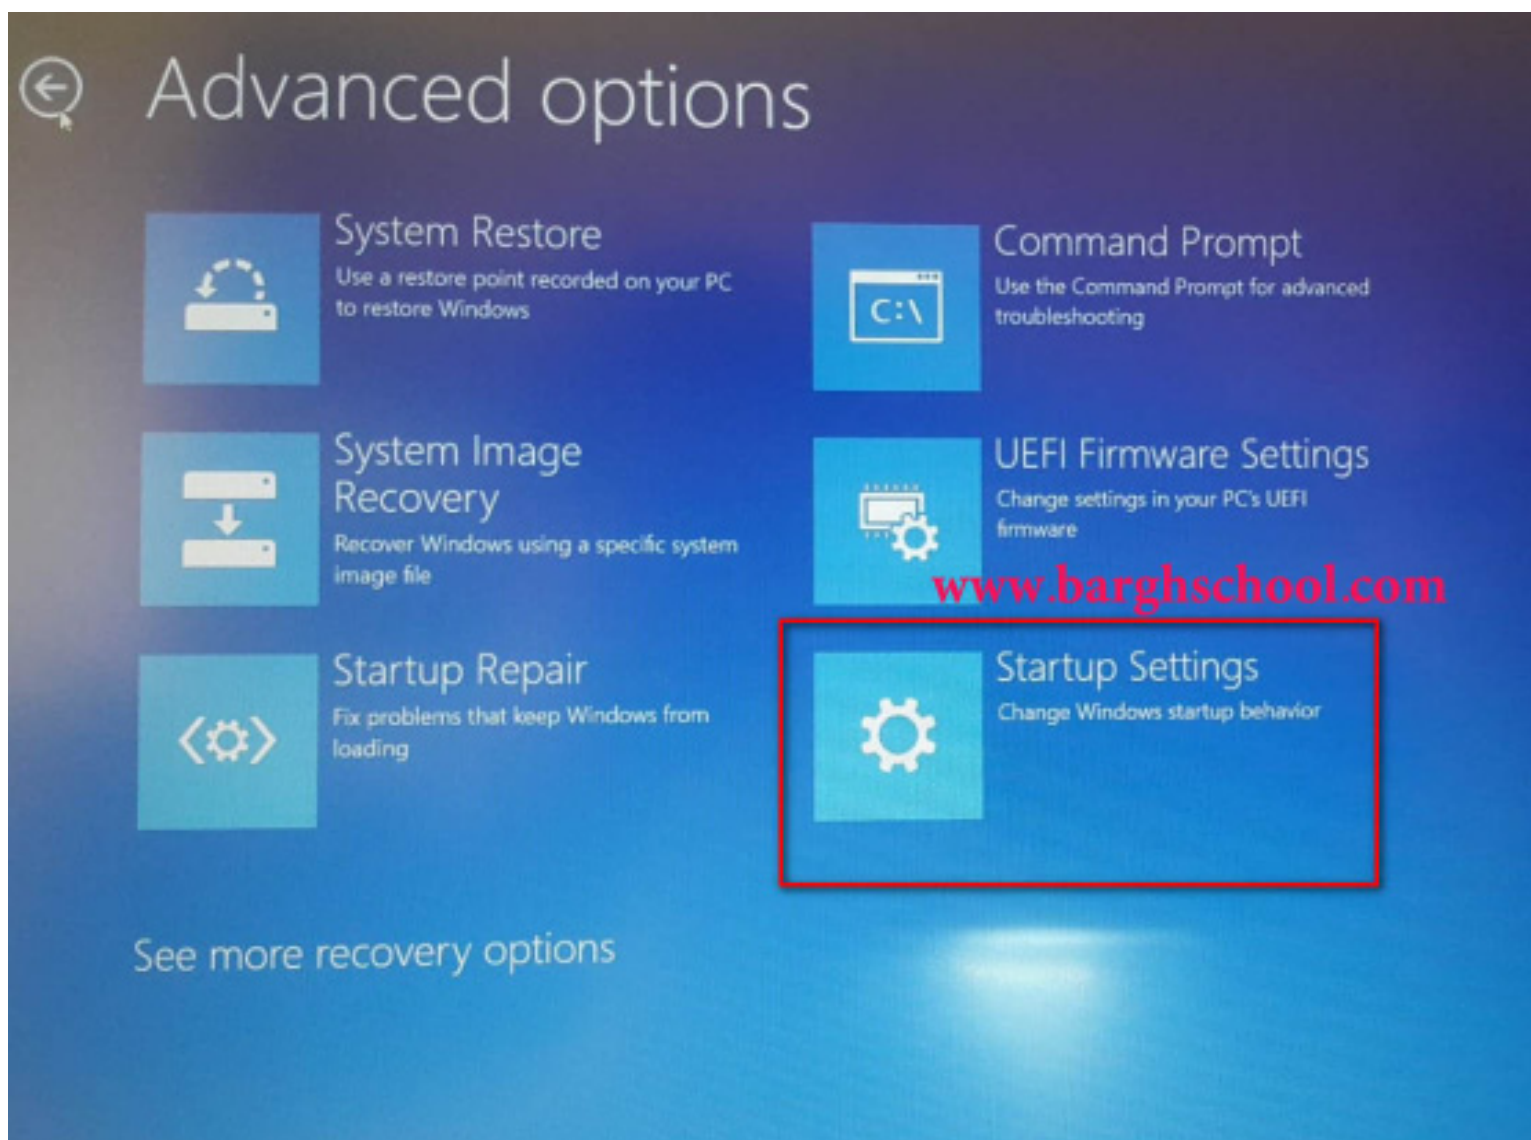 Advanced options
System Restore
Use a restore point recorded on your PC
to restore Windows
System Image
Recovery
Recover Windows using a specific system
image file
Startup Repair
Fix problems that keep Windows from
loading
Command Prompt
Use the Command Prompt for advanced
troubleshooting
C:\
UEFI Firmware Settings
Change settings in your PC's UEFI
firmware
www.barghschool.com
Startup Settings
Change Windows startup behavior
See more recovery options